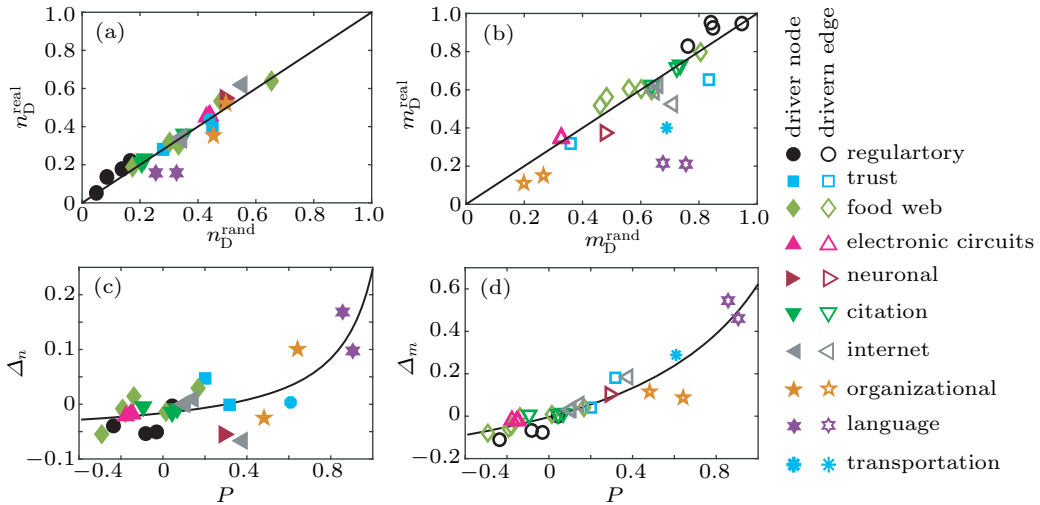 (a)
n_D^real
1.0
0.8
0.6
0.4
0.2
0
0 0.2 0.4 0.6 0.8 1.0
n_D^rand
(b)
m_D^real
1.0
0.8
0.6
0.4
0.2
0
0 0.2 0.4 0.6 0.8 1.0
m_D^rand
(c)
Δ_n
0.2
0.1
0
−0.1
−0.4 0 0.4 0.8
P
(d)
Δ_m
0.6
0.4
0.2
0
−0.2
−0.4 0 0.4 0.8
P
driver node
drivern edge
regulartory
trust
food web
electronic circuits
neuronal
citation
internet
organizational
language
transportation